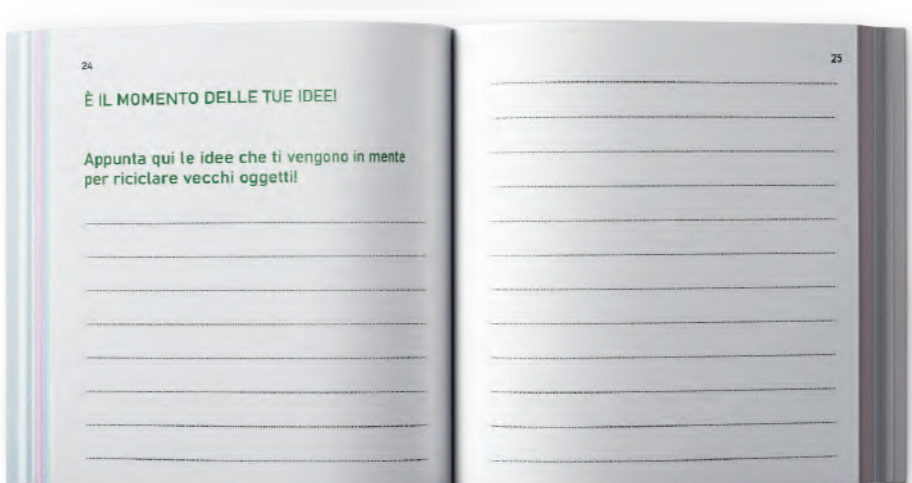 24
È IL MOMENTO DELLE TUE IDEE!
Appunta qui le idee che ti vengono in mente
per riciclare vecchi oggetti!
25